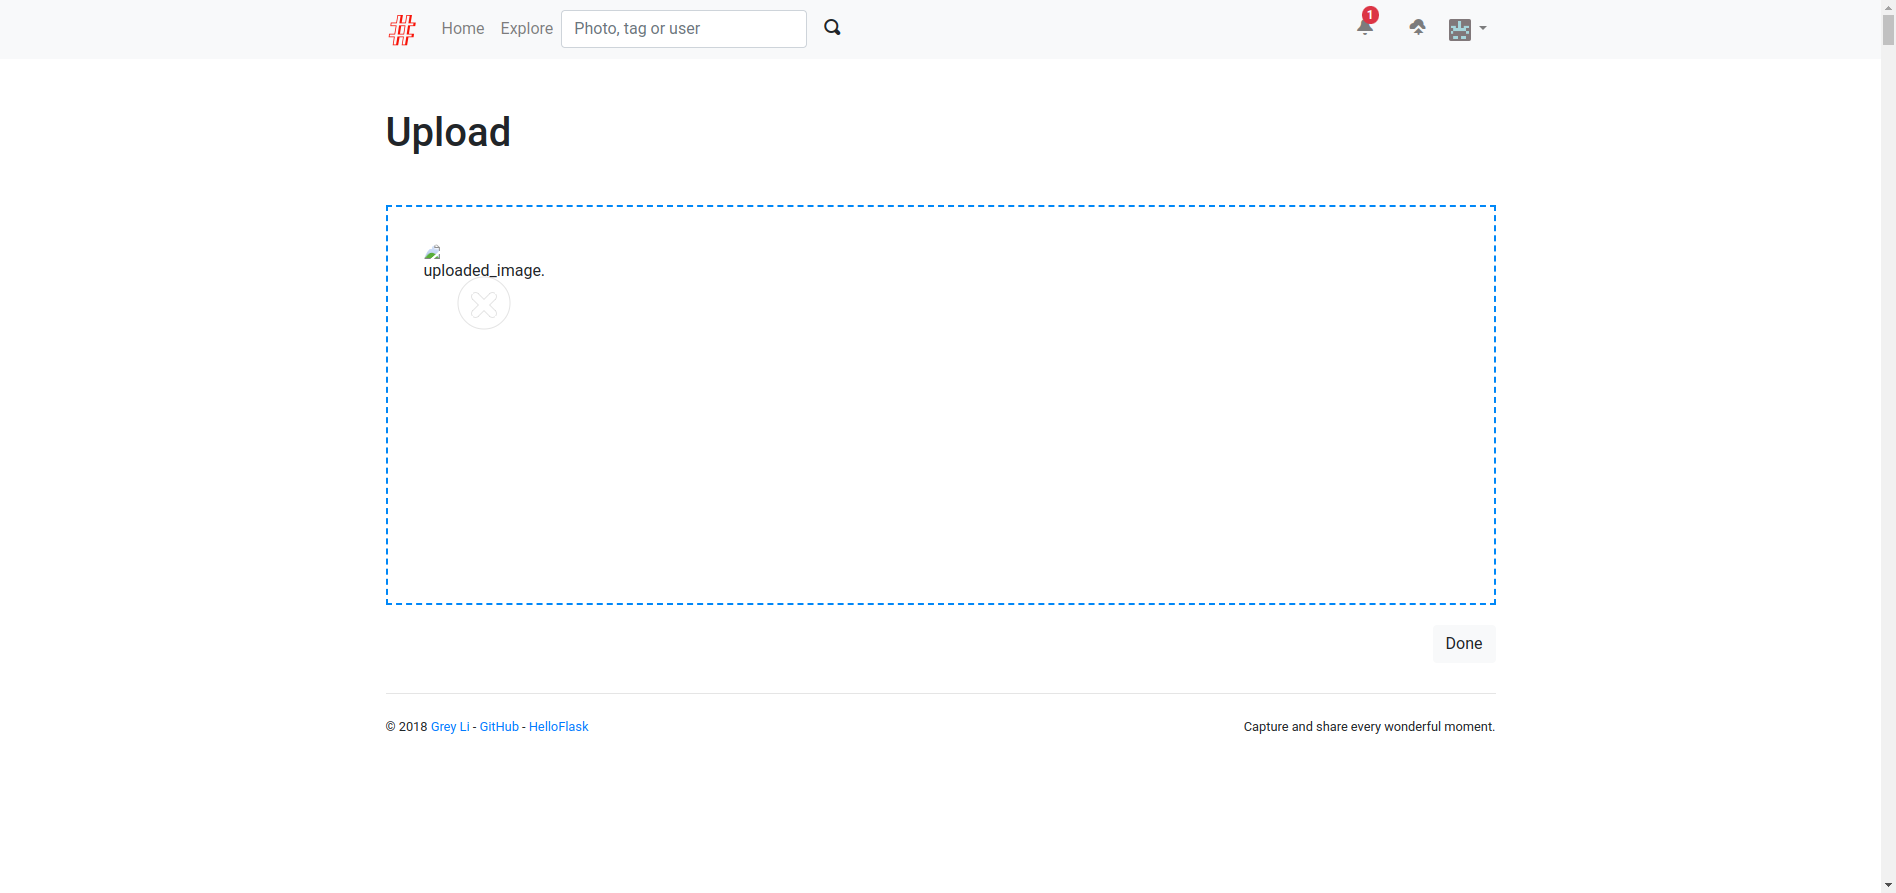 Home Explore Photo, tag or user 1
Upload
uploaded_image.
Done
© 2018 Grey Li - GitHub - HelloFlask Capture and share every wonderful moment.